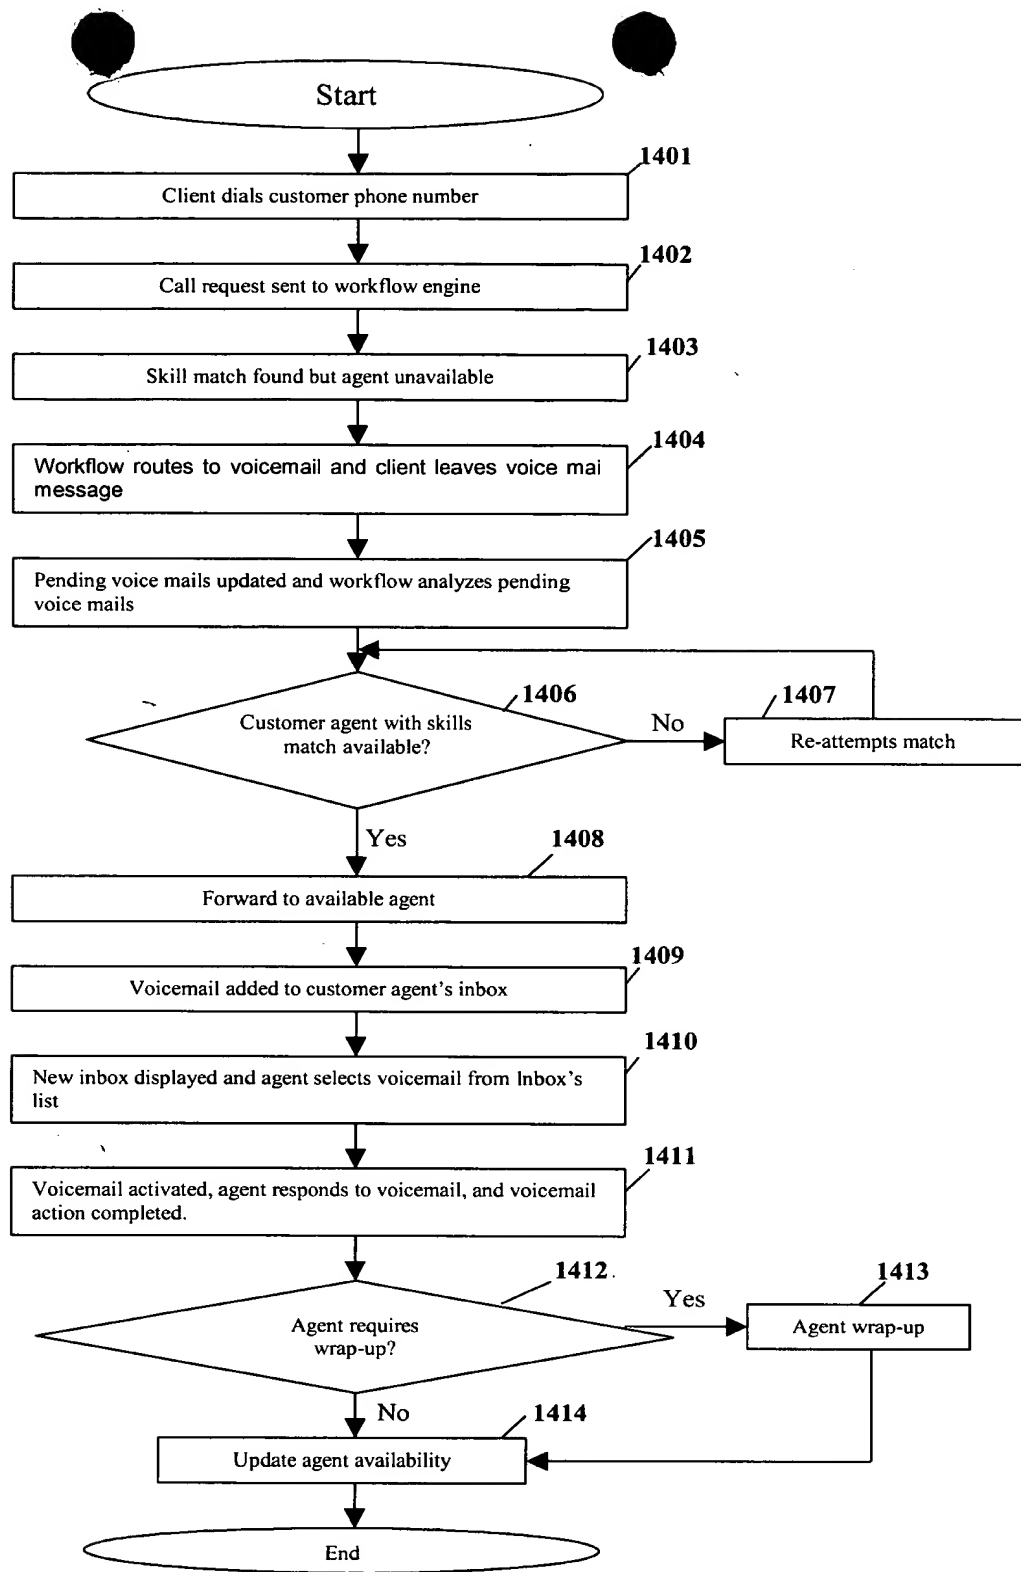 Start
1401
Client dials customer phone number
1402
Call request sent to workflow engine
1403
Skill match found but agent unavailable
1404
Workflow routes to voicemail and client leaves voice mai
message
1405
Pending voice mails updated and workflow analyzes pending
voice mails
1406
Customer agent with skills
match available?
No
1407
Re-attempts match
Yes
1408
Forward to available agent
1409
Voicemail added to customer agent's inbox
1410
New inbox displayed and agent selects voicemail from Inbox's
list
1411
Voicemail activated, agent responds to voicemail, and voicemail
action completed.
1412
Agent requires
wrap-up?
Yes
1413
Agent wrap-up
No
1414
Update agent availability
End